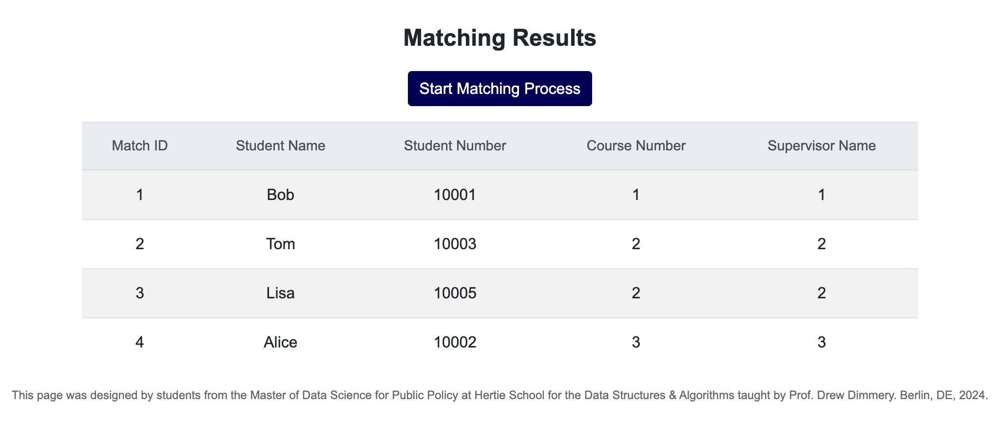 Matching Results
Start Matching Process
Match ID Student Name Student Number Course Number Supervisor Name
1 Bob 10001 1 1
2 Tom 10003 2 2
3 Lisa 10005 2 2
4 Alice 10002 3 3
This page was designed by students from the Master of Data Science for Public Policy at Hertie School for the Data Structures & Algorithms taught by Prof. Drew Dimmery. Berlin, DE, 2024.